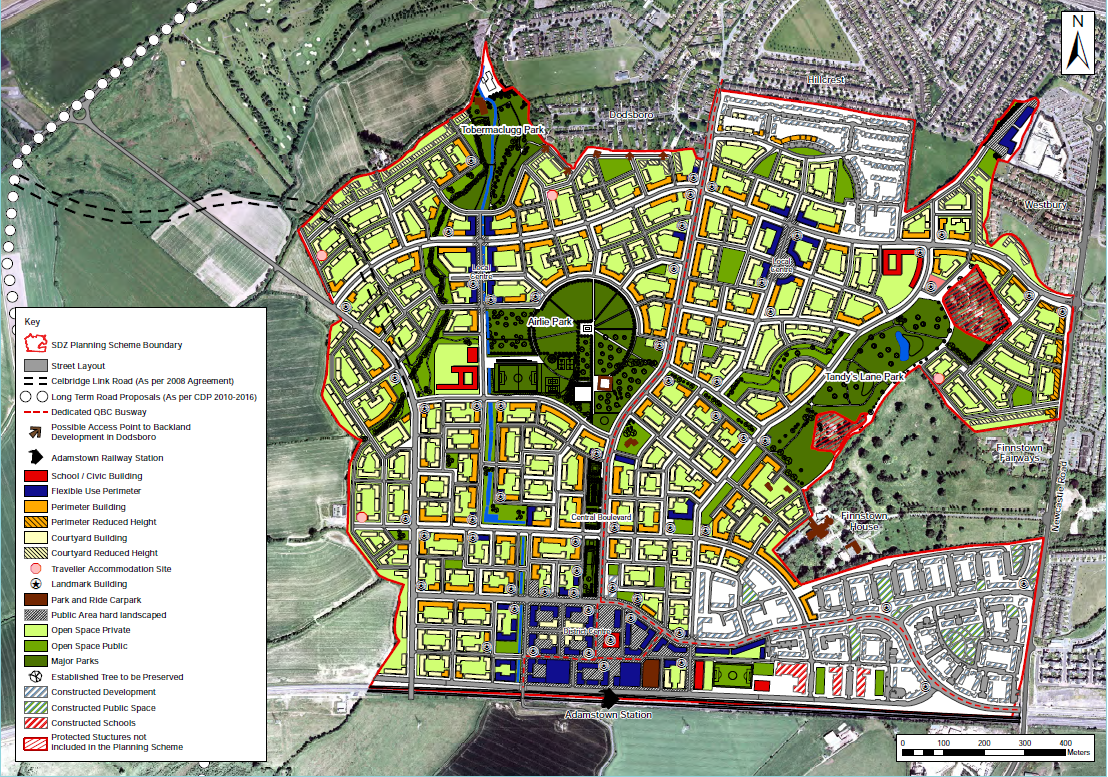 N
Hillcrest
Dodsboro
Tobermaclugg Park
Westbury
Local
Centre
Local
Centre
Airlie Park
Tandy's Lane Park
Finnstown
Fairways
Newcastle Road
Finnstown
House
Central Boulevard
District Centre
Adamstown Station
Key
SDZ Planning Scheme Boundary
Street Layout
Celbridge Link Road (As per 2008 Agreement)
Long Term Road Proposals (As per CDP 2010-2016)
Dedicated QBC Busway
Possible Access Point to Backland
Development in Dodsboro
Adamstown Railway Station
School / Civic Building
Flexible Use Perimeter
Perimeter Building
Perimeter Reduced Height
Courtyard Building
Courtyard Reduced Height
Traveller Accommodation Site
Landmark Building
Park and Ride Carpark
Public Area hard landscaped
Open Space Private
Open Space Public
Major Parks
Established Tree to be Preserved
Constructed Development
Constructed Public Space
Constructed Schools
Protected Stuctures not
included in the Planning Scheme
0 100 200 300 400
Meters